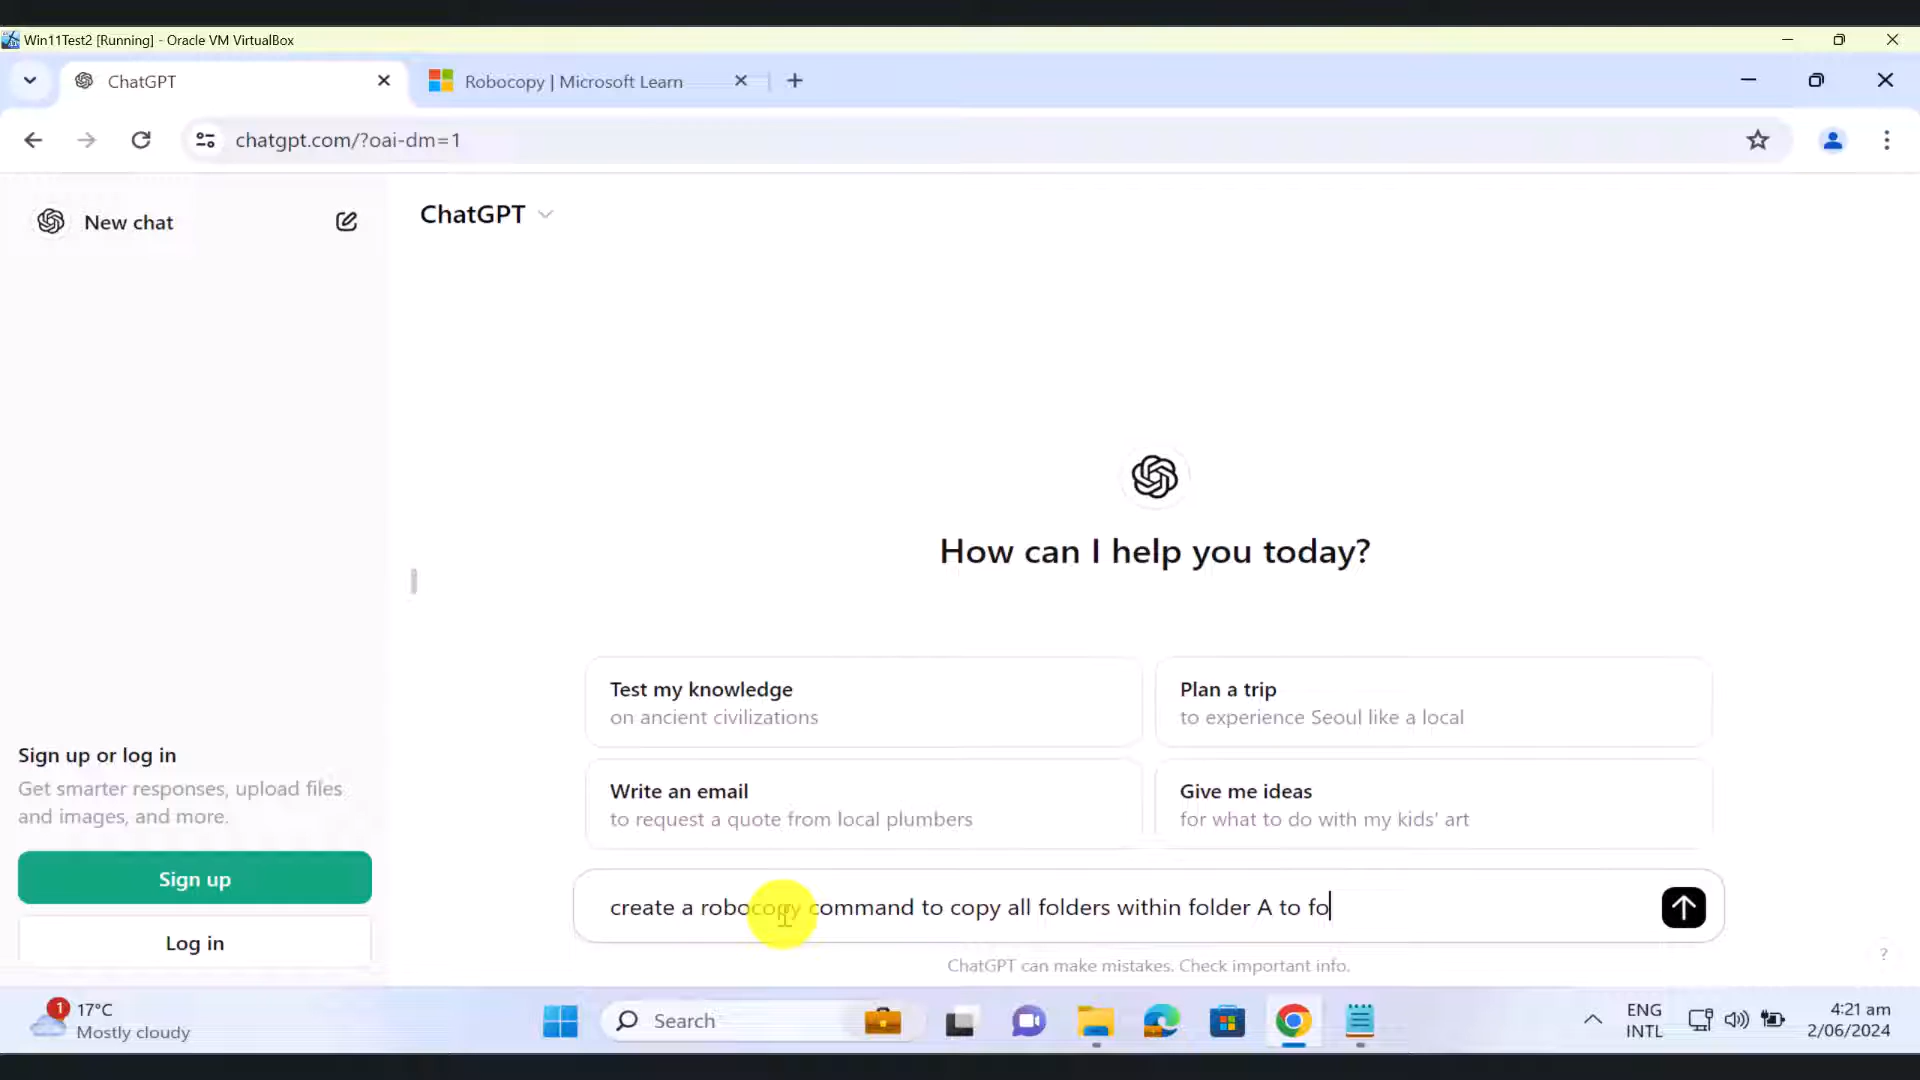 Win11Test2 [Running] - Oracle VM VirtualBox
ChatGPT
Robocopy | Microsoft Learn
chatgpt.com/?oai-dm=1
New chat
ChatGPT
How can I help you today?
Test my knowledge
on ancient civilizations
Plan a trip
to experience Seoul like a local
Write an email
to request a quote from local plumbers
Give me ideas
for what to do with my kids' art
Sign up or log in
Get smarter responses, upload files
and images, and more.
Sign up
Log in
create a robocopy command to copy all folders within folder A to fo
ChatGPT can make mistakes. Check important info.
?
1
17°C
Mostly cloudy
Search
ENG
INTL
4:21 am
2/06/2024